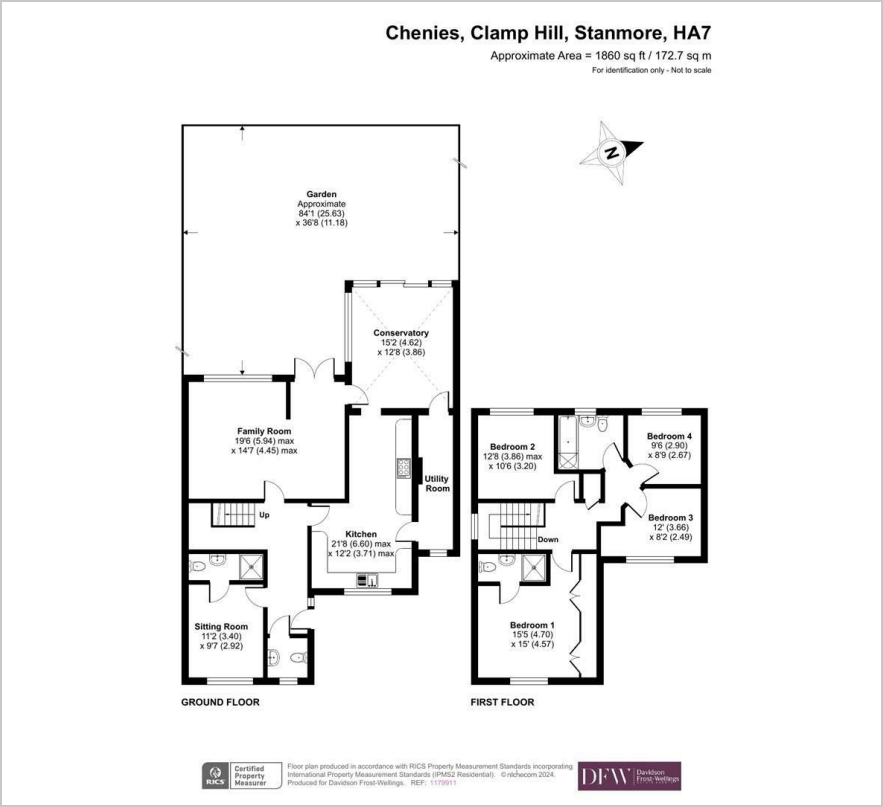 Chenies, Clamp Hill, Stanmore, HA7
Approximate Area = 1860 sq ft / 172.7 sq m
For identification only - Not to scale
N
Garden
Approximate
84'1 (25.63)
x 36'8 (11.18)
Conservatory
15'2 (4.62)
x 12'8 (3.86)
Family Room
19'6 (5.94) max
x 14'7 (4.45) max
Utility
Room
Up
Kitchen
21'8 (6.60) max
x 12'2 (3.71) max
Sitting Room
11'2 (3.40)
x 9'7 (2.92)
GROUND FLOOR
Bedroom 2
12'8 (3.86) max
x 10'6 (3.20)
Bedroom 4
9'6 (2.90)
x 8'9 (2.67)
Bedroom 3
12' (3.66)
x 8'2 (2.49)
Down
Bedroom 1
15'5 (4.70)
x 15' (4.57)
FIRST FLOOR
RICS
Certified
Property
Measurer
Floor plan produced in accordance with RICS Property Measurement Standards incorporating
International Property Measurement Standards (IPMS2 Residential). © nichecom 2024.
Produced for Davidson Frost-Wellings. REF: 1179911
DFW
Davidson
Frost-Wellings